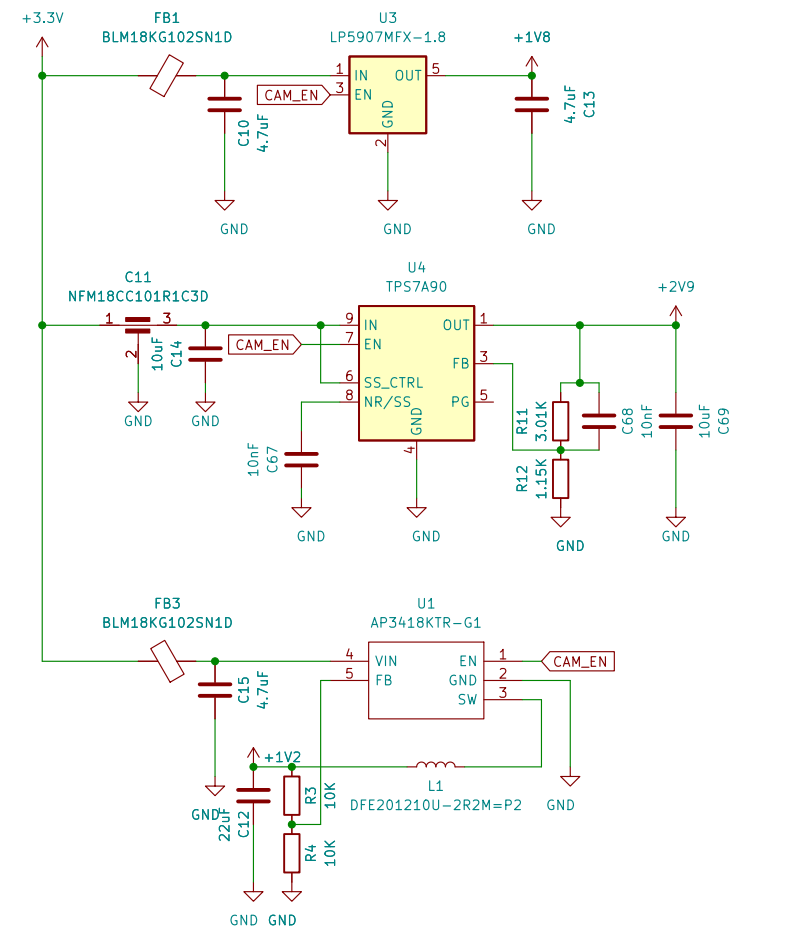 +3.3V
FB1
BLM18KG102SN1D
U3
LP5907MFX-1.8
+1V8
1 IN
OUT 5
3 EN
CAM_EN
GND
2
C10
4.7uF
4.7uF
C13
GND
GND
GND
C11
NFM18CC101R1C3D
1
3
2
10uF
C14
GND
GND
CAM_EN
U4
TPS7A90
9 IN
7 EN
6 SS_CTRL
8 NR/SS
OUT 1
FB 3
PG 5
GND
4
+2V9
10nF
C67
R11
3.01K
C68
10nF
10uF
C69
R12
1.15K
GND
GND
GND
GND
FB3
BLM18KG102SN1D
U1
AP3418KTR-G1
4 VIN
5 FB
EN 1
GND 2
SW 3
CAM_EN
C15
4.7uF
+1V2
GND
22uF
C12
R3
10K
R4
10K
L1
DFE201210U-2R2M=P2
GND
GND
GND